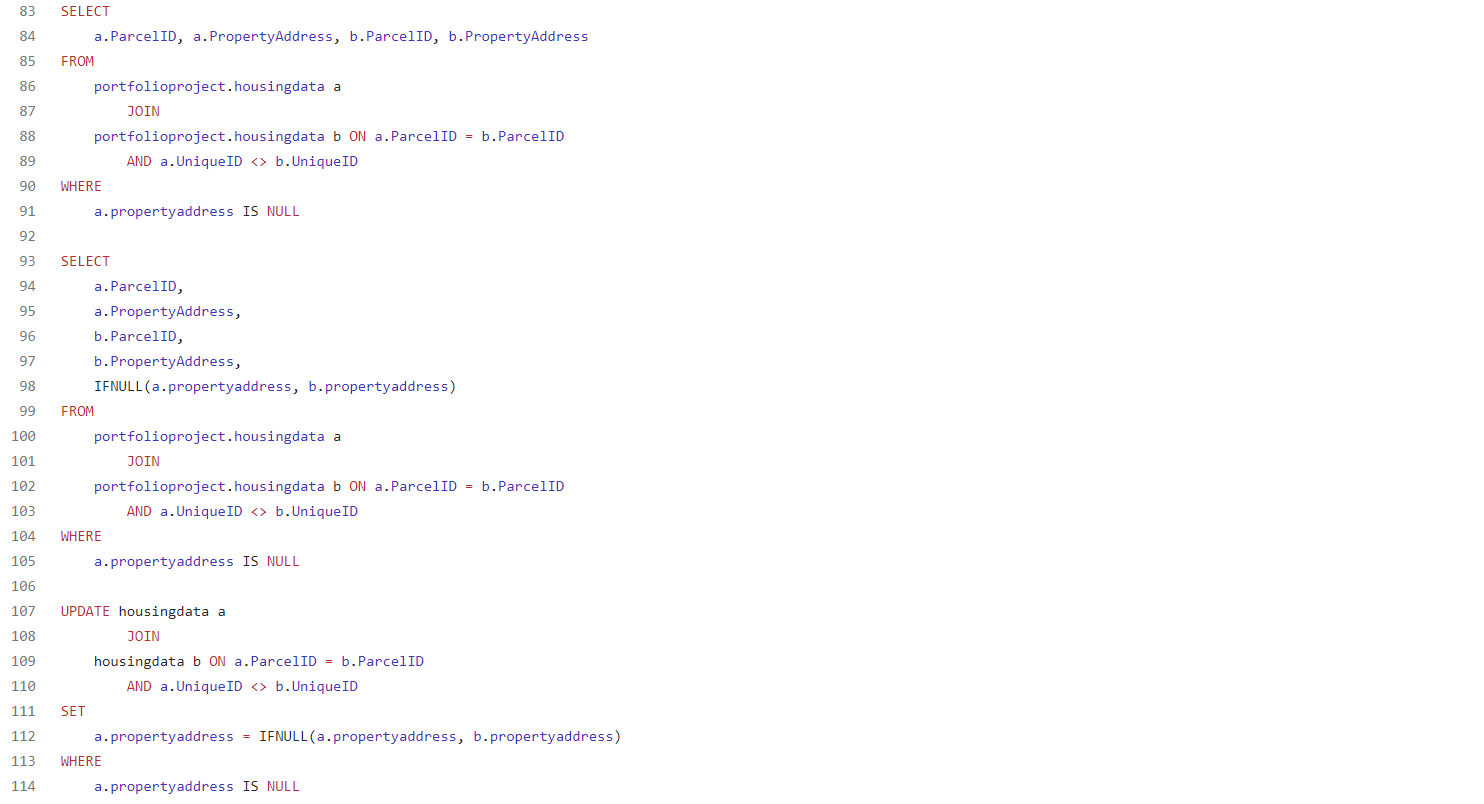 83 SELECT
84 a.ParcelID, a.PropertyAddress, b.ParcelID, b.PropertyAddress
85 FROM
86 portfolioproject.housingdata a
87 JOIN
88 portfolioproject.housingdata b ON a.ParcelID = b.ParcelID
89 AND a.UniqueID <> b.UniqueID
90 WHERE
91 a.propertyaddress IS NULL
92
93 SELECT
94 a.ParcelID,
95 a.PropertyAddress,
96 b.ParcelID,
97 b.PropertyAddress,
98 IFNULL(a.propertyaddress, b.propertyaddress)
99 FROM
100 portfolioproject.housingdata a
101 JOIN
102 portfolioproject.housingdata b ON a.ParcelID = b.ParcelID
103 AND a.UniqueID <> b.UniqueID
104 WHERE
105 a.propertyaddress IS NULL
106
107 UPDATE housingdata a
108 JOIN
109 housingdata b ON a.ParcelID = b.ParcelID
110 AND a.UniqueID <> b.UniqueID
111 SET
112 a.propertyaddress = IFNULL(a.propertyaddress, b.propertyaddress)
113 WHERE
114 a.propertyaddress IS NULL